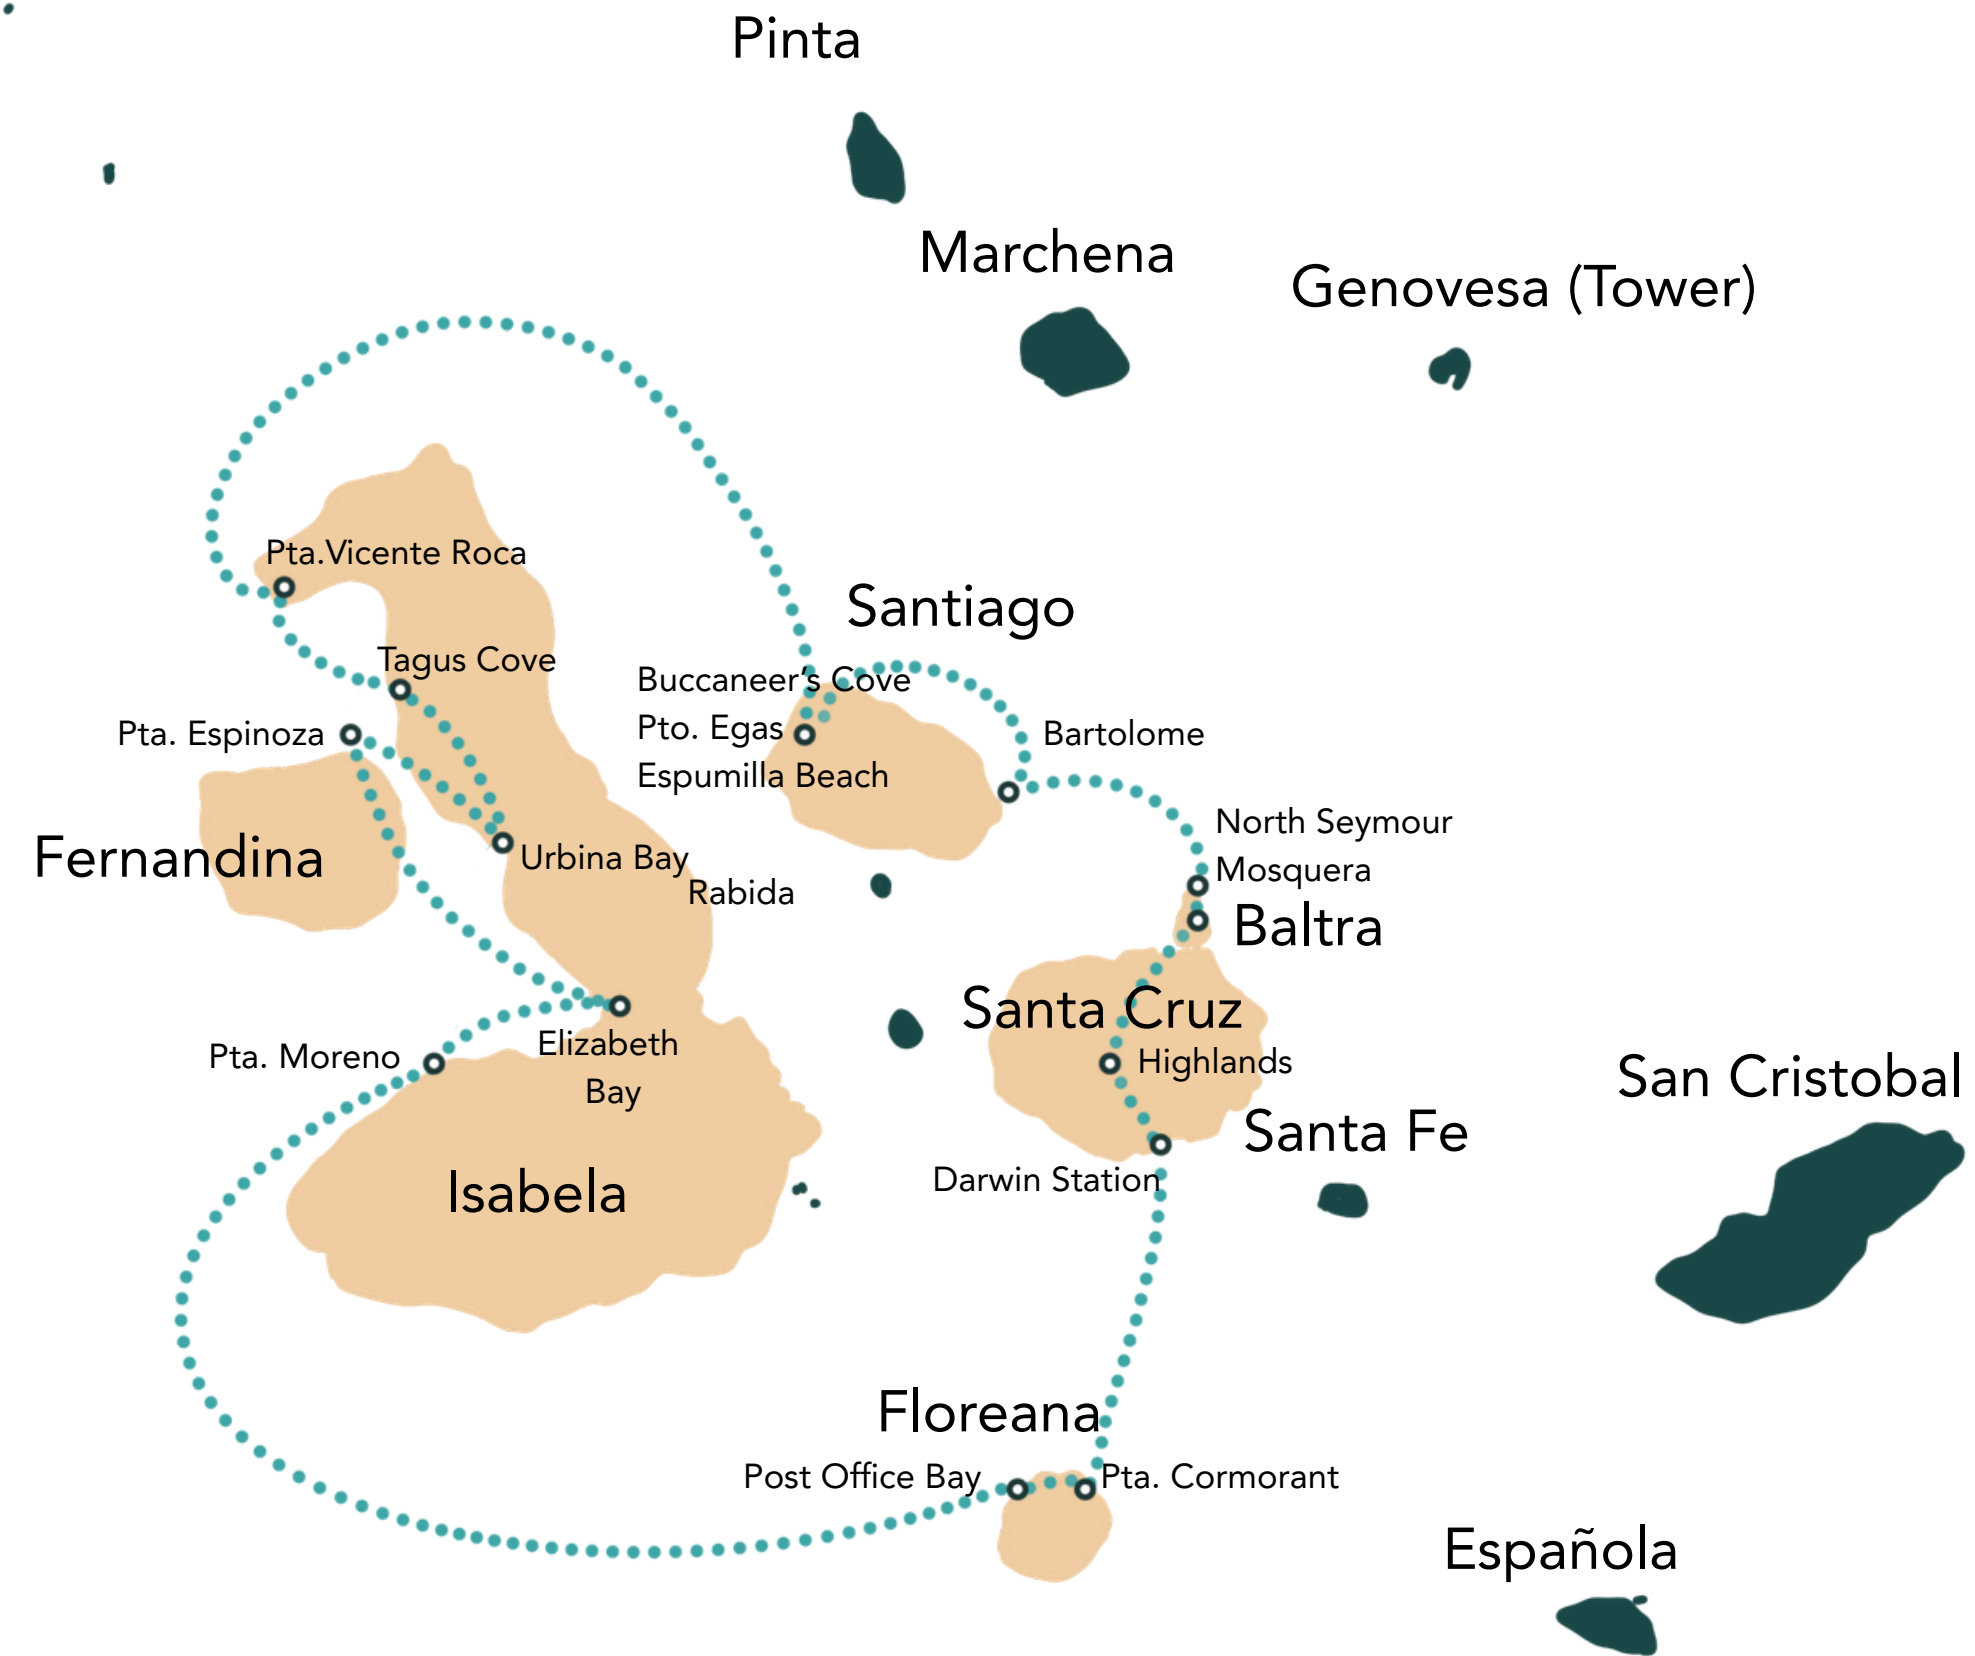 Pinta
Marchena
Genovesa (Tower)
Pta.Vicente Roca
Santiago
Tagus Cove
Buccaneer's Cove
Pta. Espinoza
Pto. Egas
Bartolome
Espumilla Beach
North Seymour
Fernandina
Urbina Bay
Mosquera
Rabida
Baltra
Santa Cruz
Elizabeth
Bay
Pta. Moreno
Highlands
San Cristobal
Santa Fe
Darwin Station
Isabela
Floreana
Post Office Bay
Pta. Cormorant
Española